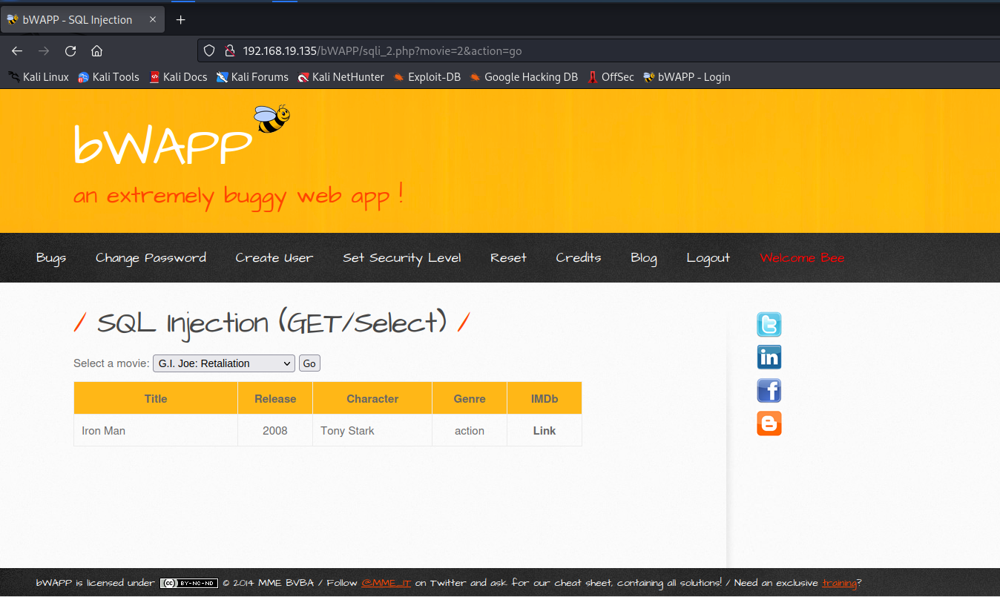 bWAPP - SQL Injection
192.168.19.135/bWAPP/sqli_2.php?movie=2&action=go
Kali Linux Kali Tools Kali Docs Kali Forums Kali NetHunter Exploit-DB Google Hacking DB OffSec bWAPP - Login
bWAPP
an extremely buggy web app !
Bugs Change Password Create User Set Security Level Reset Credits Blog Logout Welcome Bee
/ SQL Injection (GET/Select) /
Select a movie: G.I. Joe: Retaliation Go
Title Release Character Genre IMDb
Iron Man 2008 Tony Stark action Link
bWAPP is licensed under cc BY-NC-ND © 2014 MME BVBA / Follow @MME_IT on Twitter and ask for our cheat sheet, containing all solutions! / Need an exclusive training?